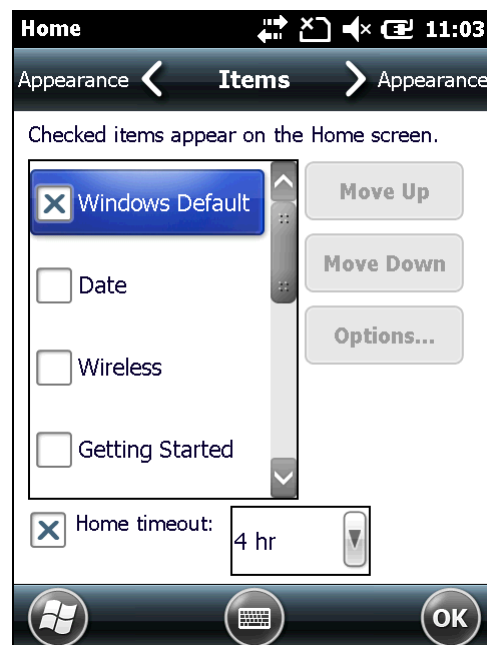 Home 11:03
Appearance Items Appearance
Checked items appear on the Home screen.
Windows Default
Move Up
Date
Move Down
Wireless
Options...
Getting Started
Home timeout: 4 hr
OK